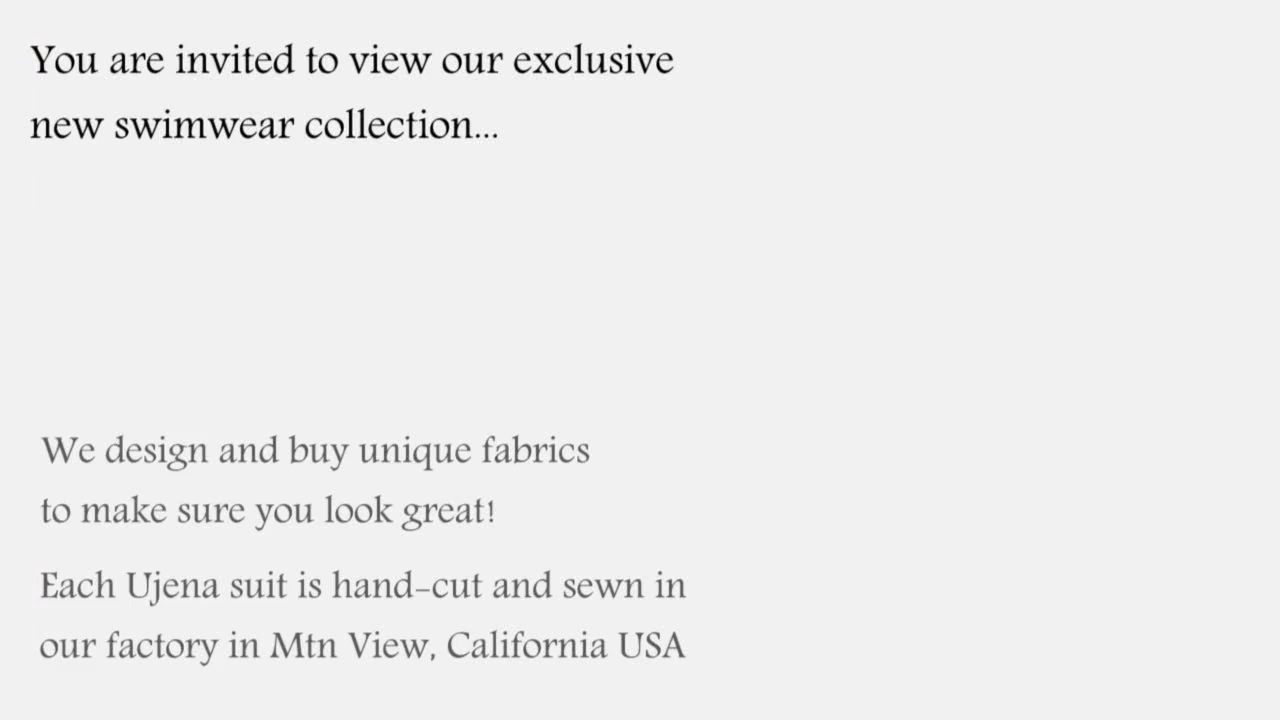 You are invited to view our exclusive
new swimwear collection...
We design and buy unique fabrics
to make sure you look great!
Each Ujena suit is hand-cut and sewn in
our factory in Mtn View, California USA